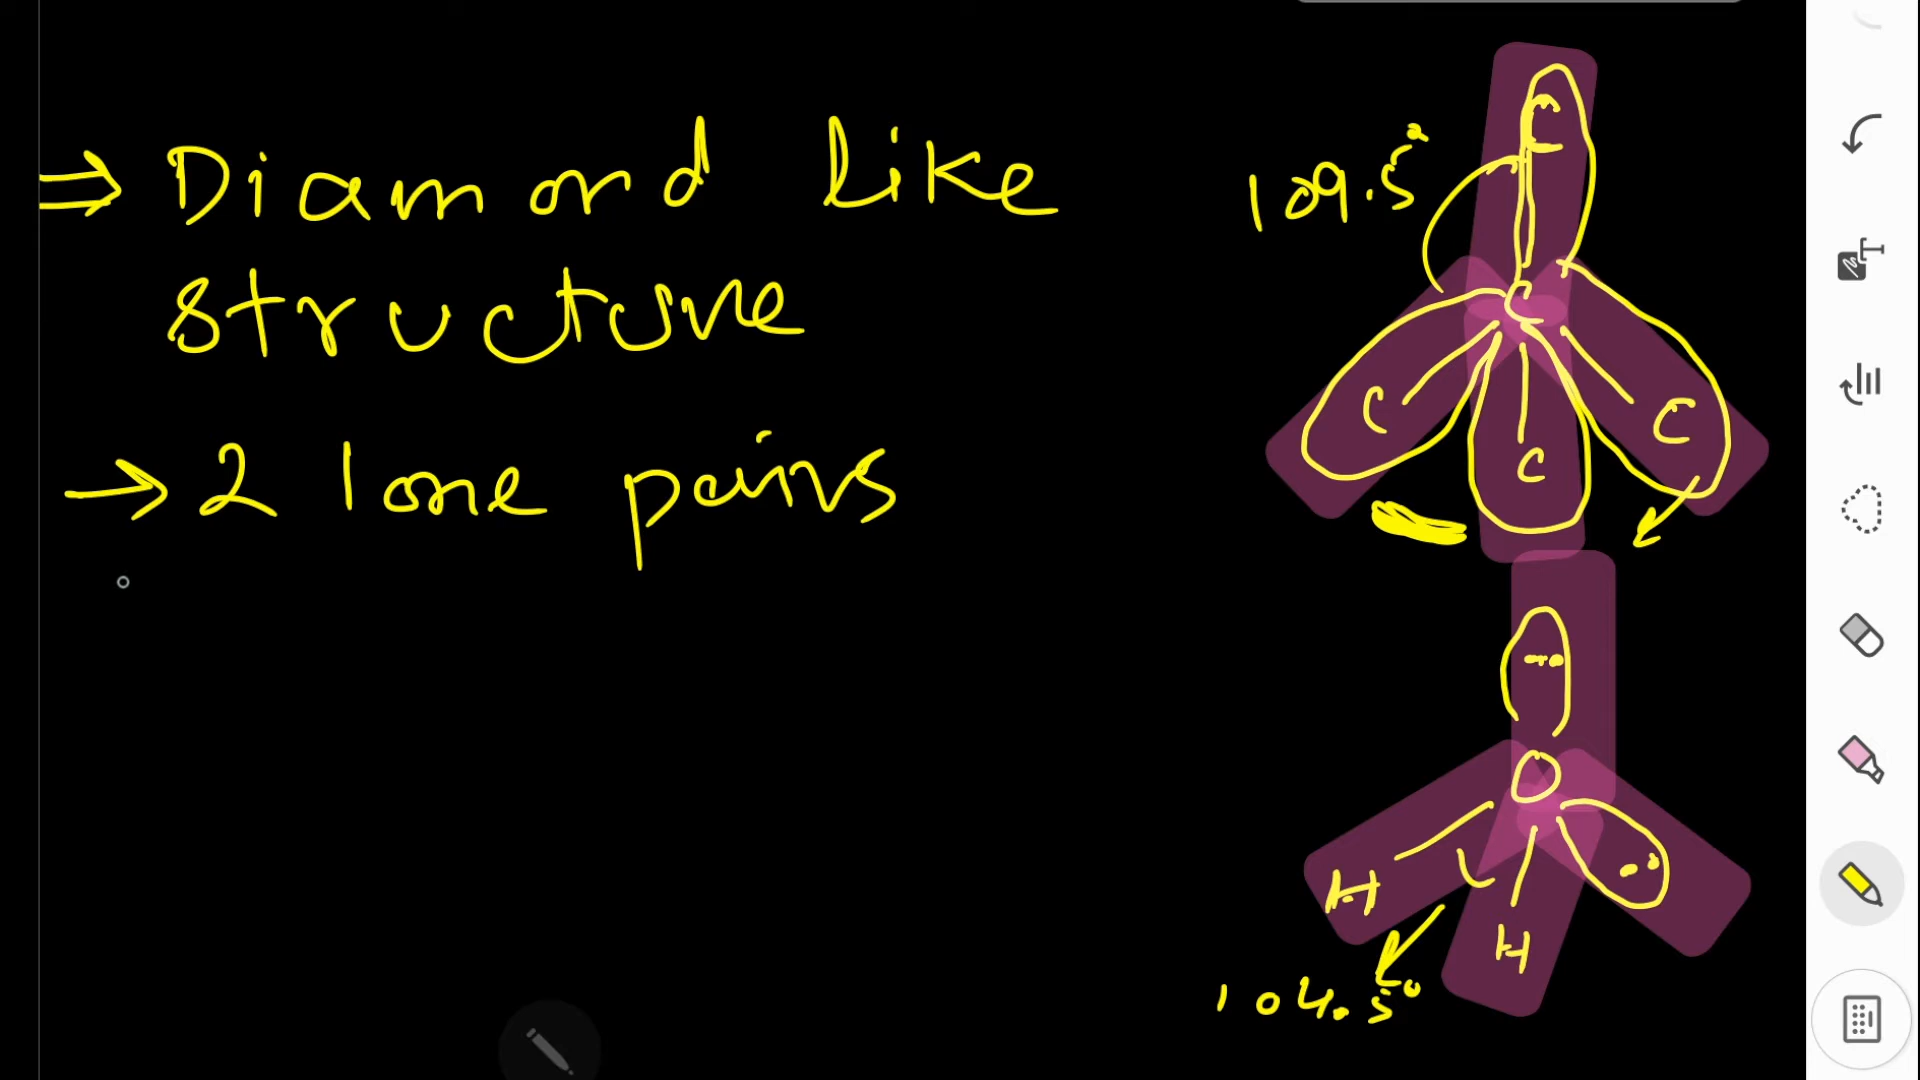 ⇒ Diamond like
structure
→ 2 lone pairs
109.5°
C
C
C C
C
O
H
H
104.5°